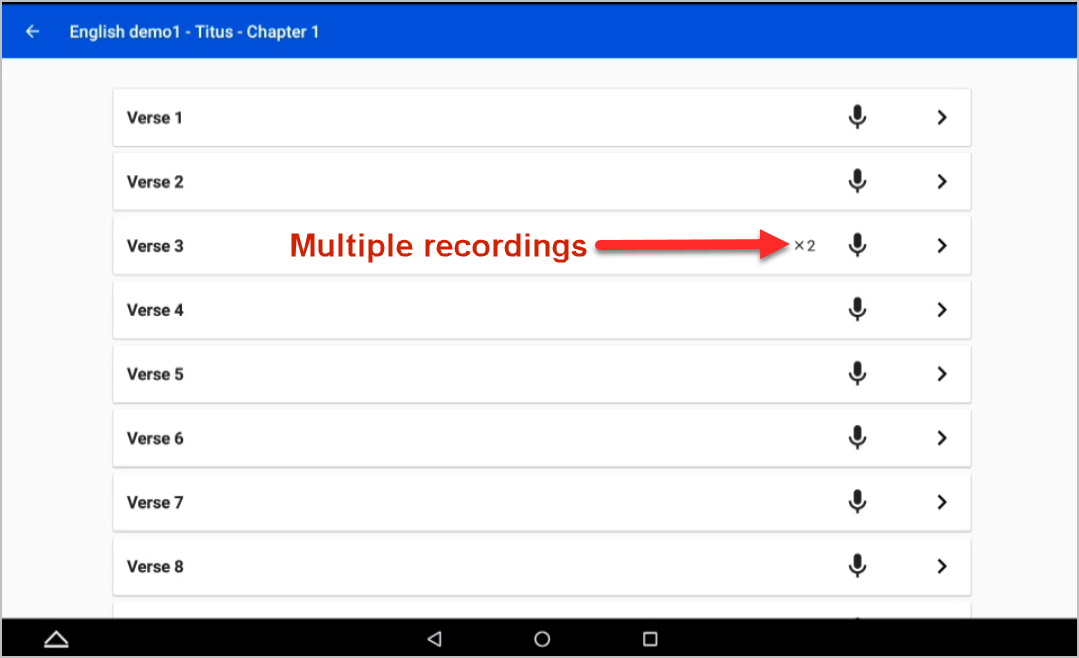 English demo1 - Titus - Chapter 1
Verse 1
Verse 2
Verse 3 Multiple recordings ×2
Verse 4
Verse 5
Verse 6
Verse 7
Verse 8